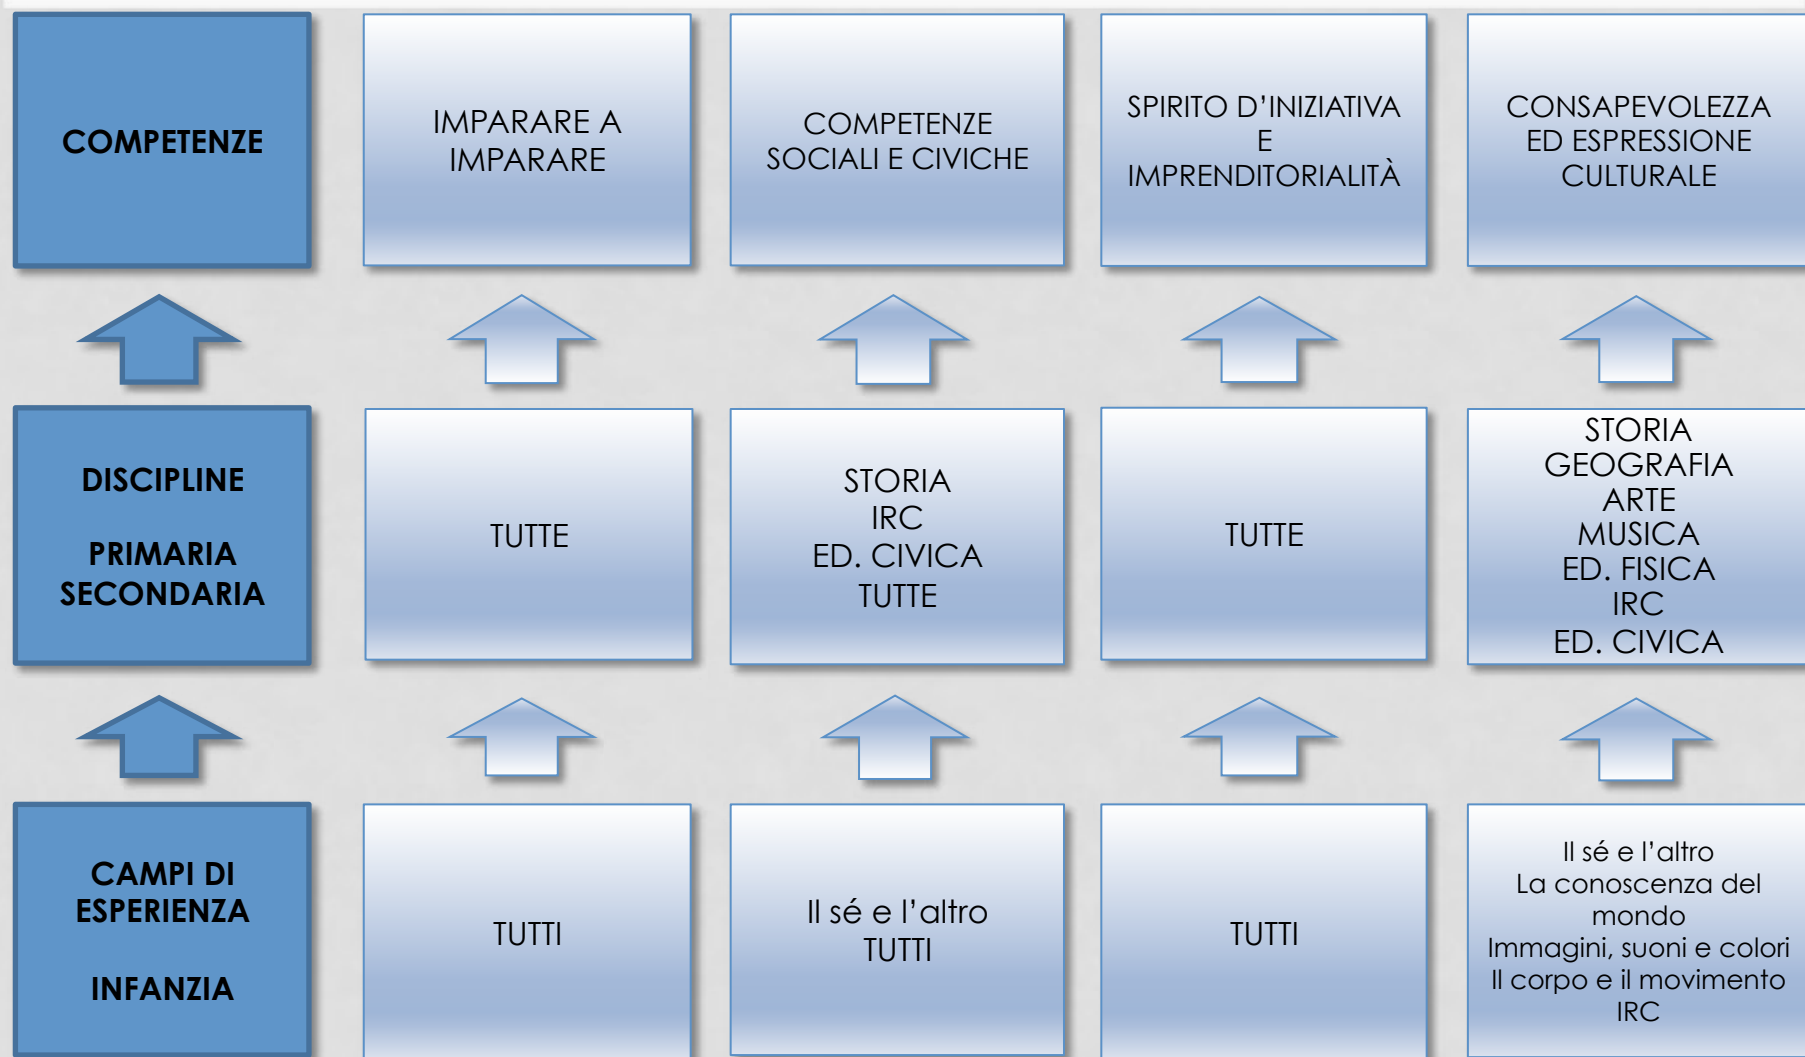 COMPETENZE
IMPARARE A
IMPARARE
COMPETENZE
SOCIALI E CIVICHE
SPIRITO D’INIZIATIVA
E
IMPRENDITORIALITÀ
CONSAPEVOLEZZA
ED ESPRESSIONE
CULTURALE
DISCIPLINE
PRIMARIA
SECONDARIA
TUTTE
STORIA
IRC
ED. CIVICA
TUTTE
TUTTE
STORIA
GEOGRAFIA
ARTE
MUSICA
ED. FISICA
IRC
ED. CIVICA
CAMPI DI
ESPERIENZA
INFANZIA
TUTTI
Il sé e l’altro
TUTTI
TUTTI
Il sé e l’altro
La conoscenza del
mondo
Immagini, suoni e colori
Il corpo e il movimento
IRC